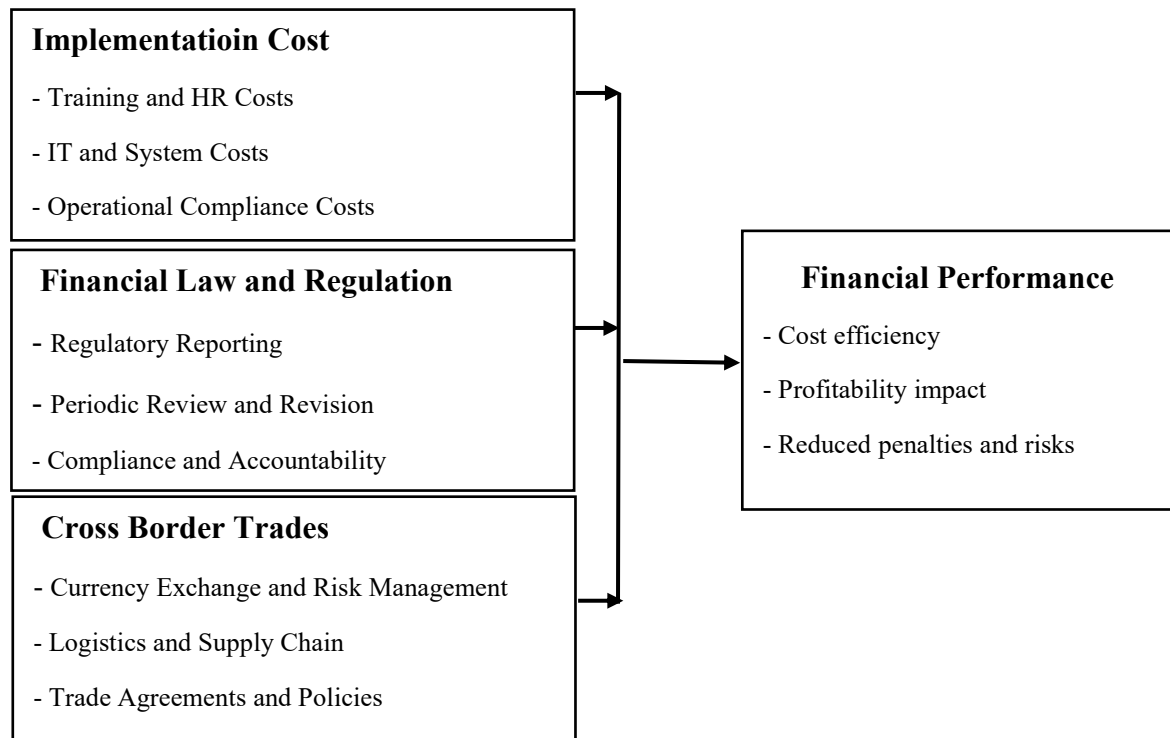 Implementatioin Cost
- Training and HR Costs
- IT and System Costs
- Operational Compliance Costs
Financial Law and Regulation
- Regulatory Reporting
- Periodic Review and Revision
- Compliance and Accountability
Cross Border Trades
- Currency Exchange and Risk Management
- Logistics and Supply Chain
- Trade Agreements and Policies
Financial Performance
- Cost efficiency
- Profitability impact
- Reduced penalties and risks